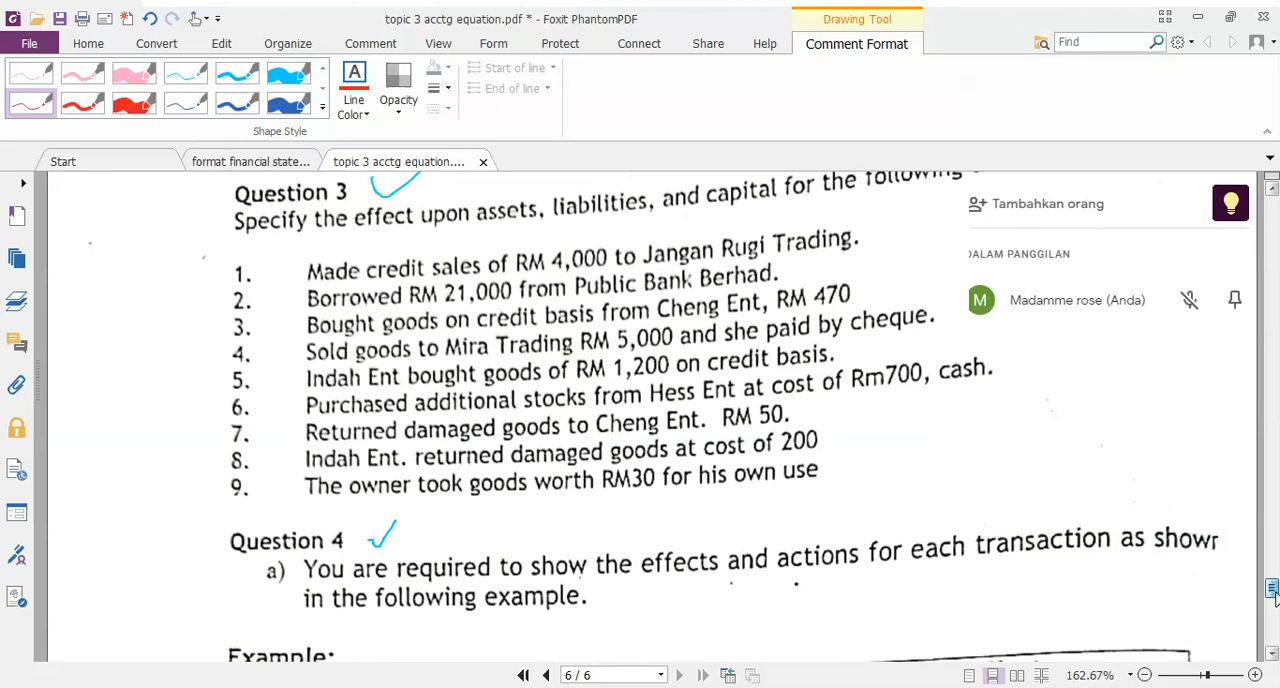 topic 3 acctg equation.pdf * - Foxit PhantomPDF
Drawing Tool
File Home Convert Edit Organize Comment View Form Protect Connect Share Help Comment Format
Find
A
Line Color
Opacity
Start of line
End of line
Shape Style
Start
format financial state...
topic 3 acctg equation....
Question 3
Specify the effect upon assets, liabilities, and capital for the following
1. Made credit sales of RM 4,000 to Jangan Rugi Trading.
2. Borrowed RM 21,000 from Public Bank Berhad.
3. Bought goods on credit basis from Cheng Ent, RM 470
4. Sold goods to Mira Trading RM 5,000 and she paid by cheque.
5. Indah Ent bought goods of RM 1,200 on credit basis.
6. Purchased additional stocks from Hess Ent at cost of Rm700, cash.
7. Returned damaged goods to Cheng Ent. RM 50.
8. Indah Ent. returned damaged goods at cost of 200
9. The owner took goods worth RM30 for his own use
Question 4
a) You are required to show the effects and actions for each transaction as shown
in the following example.
Example:
Tambahkan orang
DALAM PANGGILAN
M
Madamme rose (Anda)
6 / 6
162.67%